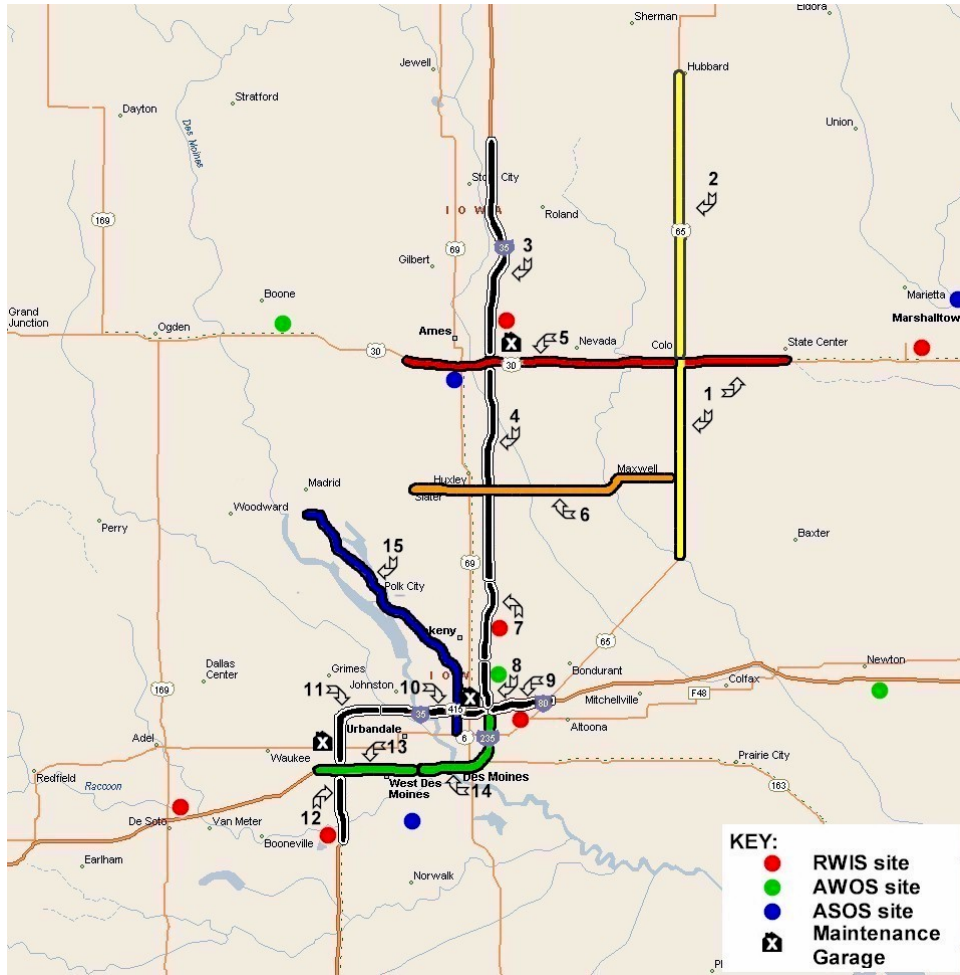 Sherman
Eldora
Jewell
Hubbard
Stratford
Dayton
Des Moines
Union
2
65
169
I O W A
Roland
3
35
69
Gilbert
Boone
Marietta
Marshalltow
Grand
Junction
Ogden
Ames
5
Nevada
Colo
State Center
30
30
1
4
Maxwell
Huxley
Slater
6
Madrid
Woodward
Perry
Baxter
15
Polk City
69
keny
7
65
Dallas
Center
Grimes
Johnston
I O W
8
9
10
11
Bondurant
Newton
Colfax
Mitchellville
F48
169
35
415
80
Altoona
Urbandale
6
235
Adel
Waukee
13
Prairie City
Redfield
Raccoon
West Des
Moines
Des Moines
14
163
12
De Soto
Van Meter
Booneville
Earlham
Norwalk
KEY:
RWIS site
AWOS site
ASOS site
Maintenance
Garage